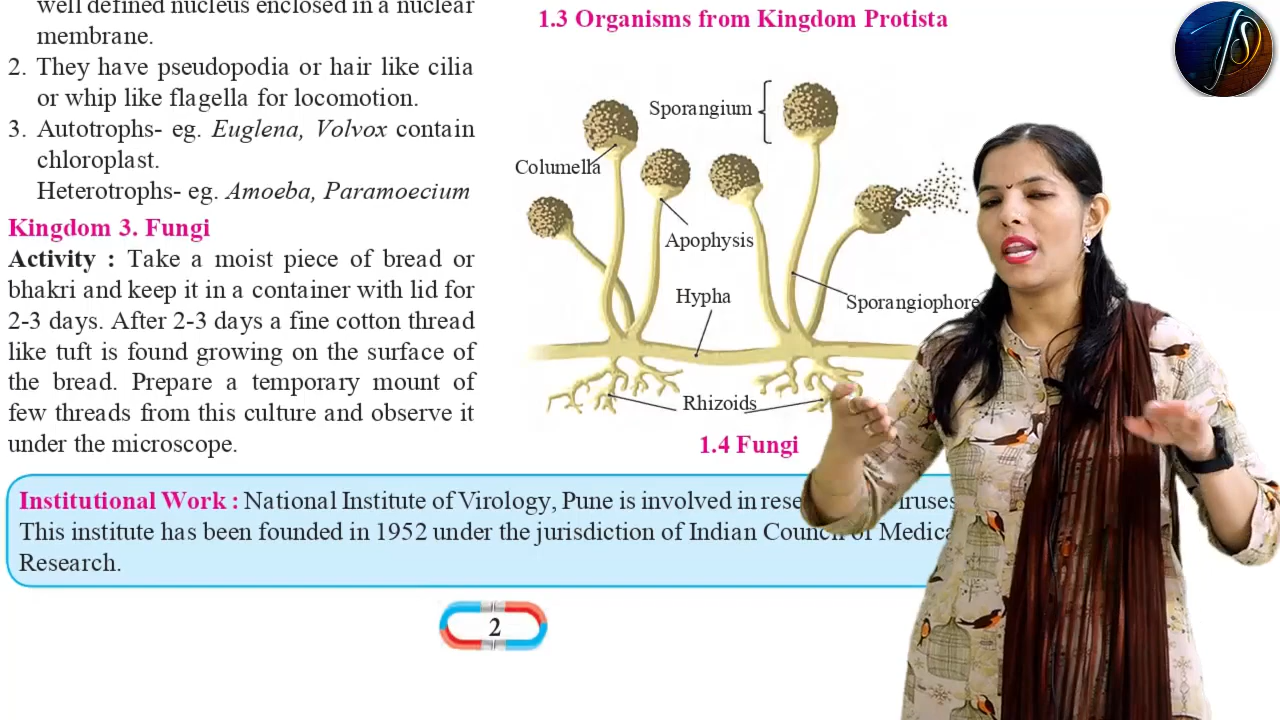 well defined nucleus enclosed in a nuclear
membrane.
2. They have pseudopodia or hair like cilia
or whip like flagella for locomotion.
3. Autotrophs- eg. Euglena, Volvox contain
chloroplast.
Heterotrophs- eg. Amoeba, Paramoecium
Kingdom 3. Fungi
Activity : Take a moist piece of bread or
bhakri and keep it in a container with lid for
2-3 days. After 2-3 days a fine cotton thread
like tuft is found growing on the surface of
the bread. Prepare a temporary mount of
few threads from this culture and observe it
under the microscope.
1.3 Organisms from Kingdom Protista
Sporangium
Columella
Apophysis
Hypha
Sporangiophore
Rhizoids
1.4 Fungi
Institutional Work : National Institute of Virology, Pune is involved in
This institute has been founded in 1952 under the jurisdiction of Indian Council of
Research.
2